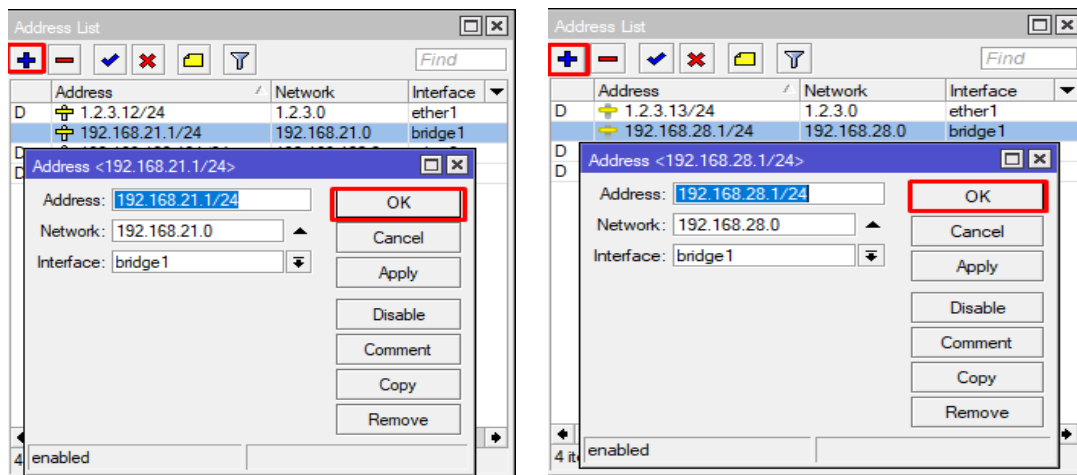 Address List
Find
Address Network Interface
D 1.2.3.12/24 1.2.3.0 ether1
192.168.21.1/24 192.168.21.0 bridge1
D
D
Address <192.168.21.1/24>
Address: 192.168.21.1/24 OK
Network: 192.168.21.0 Cancel
Interface: bridge1 Apply
Disable
Comment
Copy
Remove
enabled
4
Address List
Find
Address Network Interface
D 1.2.3.13/24 1.2.3.0 ether1
192.168.28.1/24 192.168.28.0 bridge1
D
D
Address <192.168.28.1/24>
Address: 192.168.28.1/24 OK
Network: 192.168.28.0 Cancel
Interface: bridge1 Apply
Disable
Comment
Copy
Remove
enabled
4 it